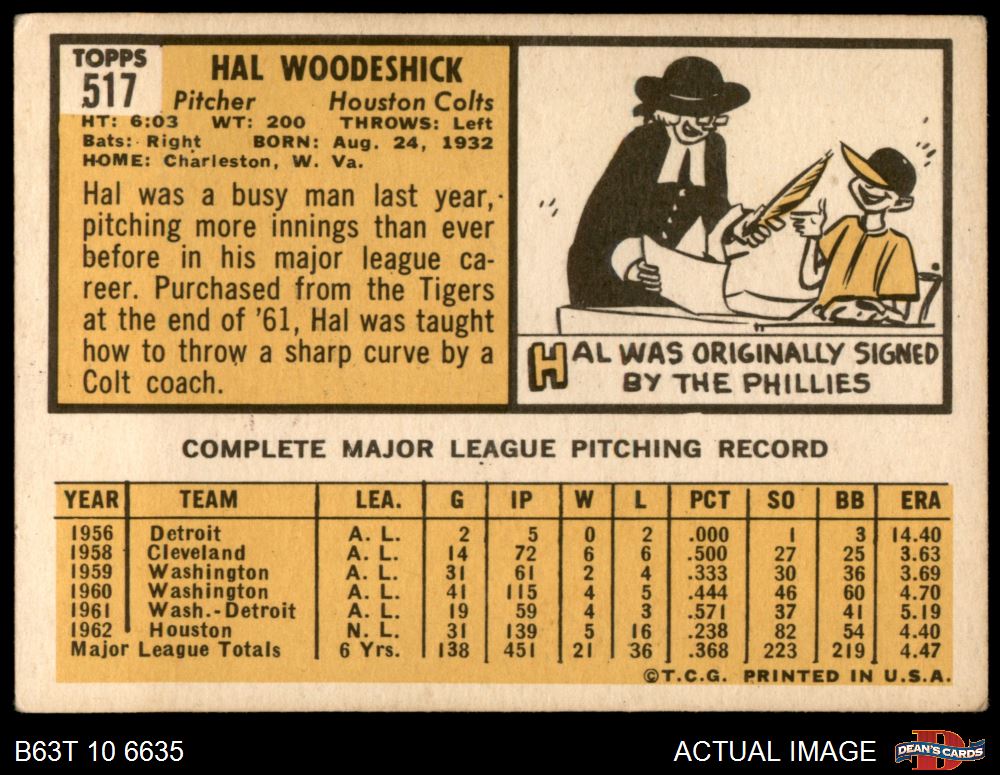 TOPPS
517
HAL WOODESHICK
Pitcher Houston Colts
HT: 6:03 WT: 200 THROWS: Left
Bats: Right BORN: Aug. 24, 1932
HOME: Charleston, W. Va.
Hal was a busy man last year,
pitching more innings than ever
before in his major league ca-
reer. Purchased from the Tigers
at the end of '61, Hal was taught
how to throw a sharp curve by a
Colt coach.
HAL WAS ORIGINALLY SIGNED
BY THE PHILLIES
COMPLETE MAJOR LEAGUE PITCHING RECORD
YEAR TEAM LEA. G IP W L PCT SO BB ERA
1956 Detroit A. L. 2 5 0 2 .000 1 3 14.40
1958 Cleveland A. L. 14 72 6 6 .500 27 25 3.63
1959 Washington A. L. 31 61 2 4 .333 30 36 3.69
1960 Washington A. L. 41 115 4 5 .444 46 60 4.70
1961 Wash.-Detroit A. L. 19 59 4 3 .571 37 41 5.19
1962 Houston N. L. 31 139 5 16 .238 82 54 4.40
Major League Totals 6 Yrs. 138 451 21 36 .368 223 219 4.47
©T.C.G. PRINTED IN U.S.A.
B63T 10 6635 ACTUAL IMAGE
D
DEAN'S CARDS